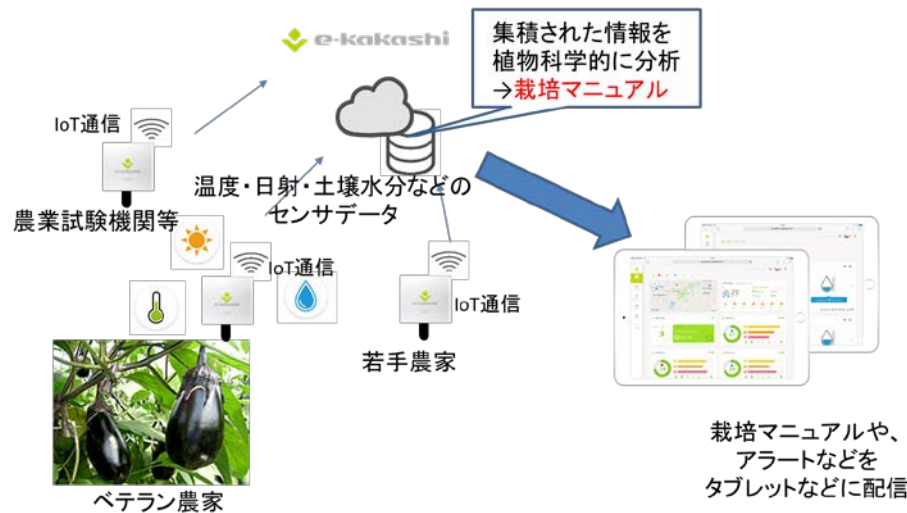 e-kakashi
集積された情報を
植物科学的に分析
→栽培マニュアル
IoT通信
温度・日射・土壌水分などの
センサデータ
農業試験機関等
IoT通信
IoT通信
若手農家
ベテラン農家
栽培マニュアルや、
アラートなどを
タブレットなどに配信